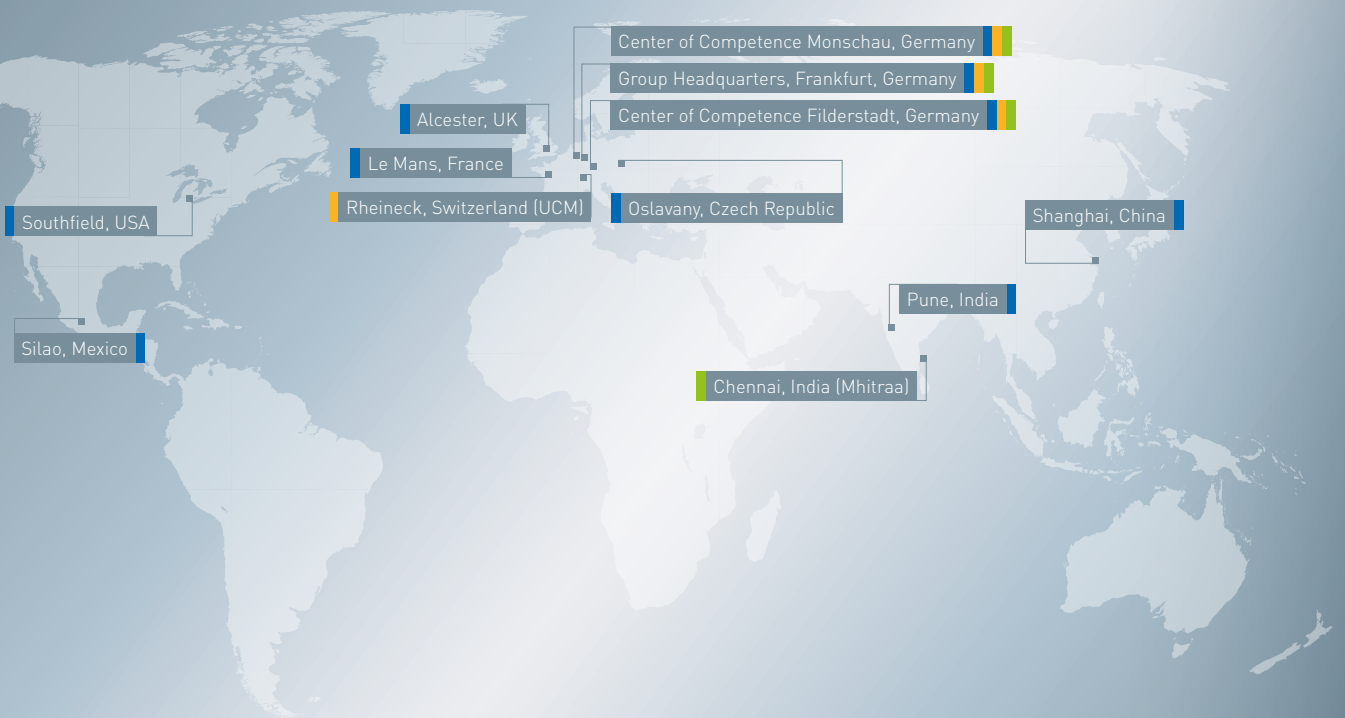 Center of Competence Monschau, Germany
Group Headquarters, Frankfurt, Germany
Center of Competence Filderstadt, Germany
Alcester, UK
Le Mans, France
Rheineck, Switzerland (UCM)
Oslavany, Czech Republic
Southfield, USA
Shanghai, China
Pune, India
Silao, Mexico
Chennai, India (Mhitraa)